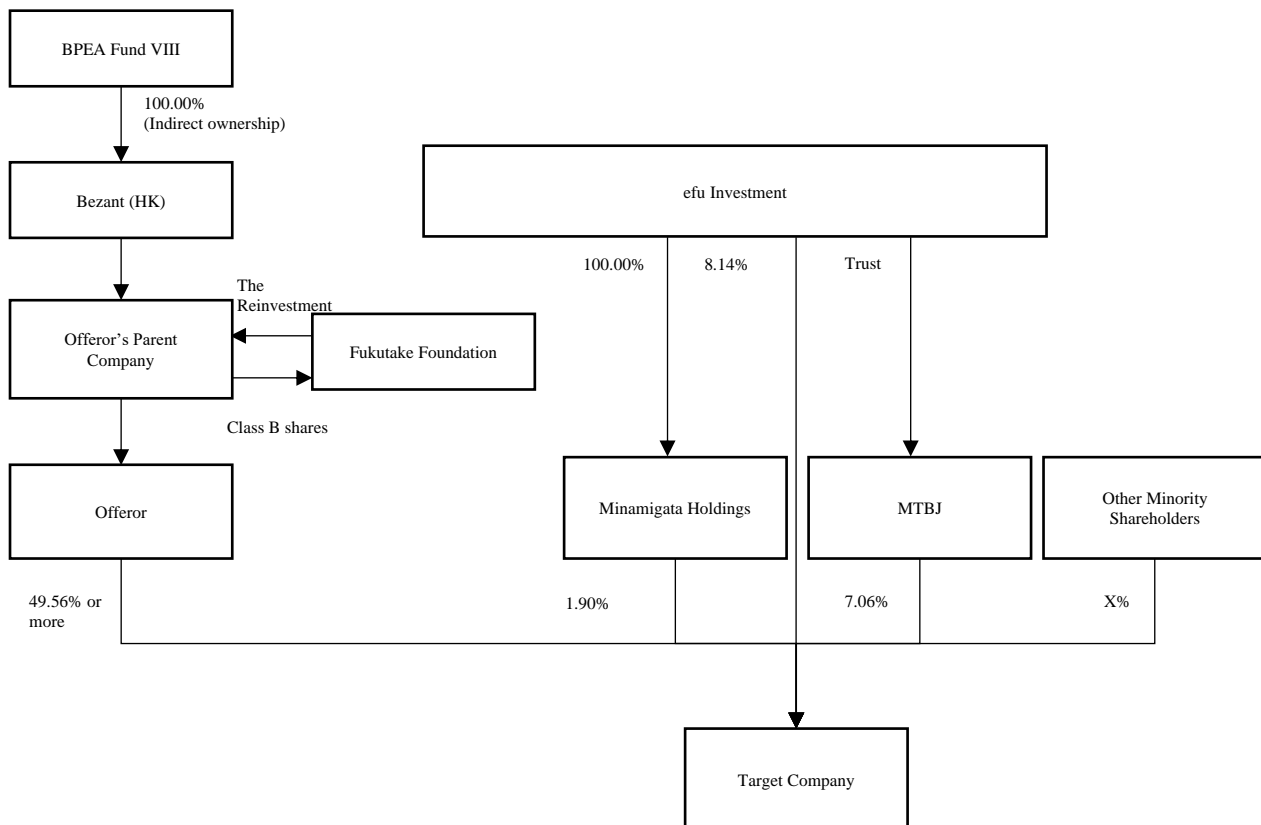 BPEA Fund VIII
100.00%
(Indirect ownership)
Bezant (HK)
efu Investment
100.00%
8.14%
Trust
The
Reinvestment
Offeror’s Parent
Company
Fukutake Foundation
Class B shares
Offeror
Minamigata Holdings
MTBJ
Other Minority
Shareholders
49.56% or
more
1.90%
7.06%
X%
Target Company